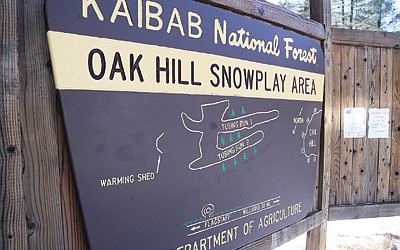 KAIBAB National Forest
OAK HILL SNOWPLAY AREA
TUBING RUN 1
TUBING RUN 2
NORTH
OAK
HILL
WARMING SHED
FLAGSTAFF WILLIAMS
DEPARTMENT OF AGRICULTURE